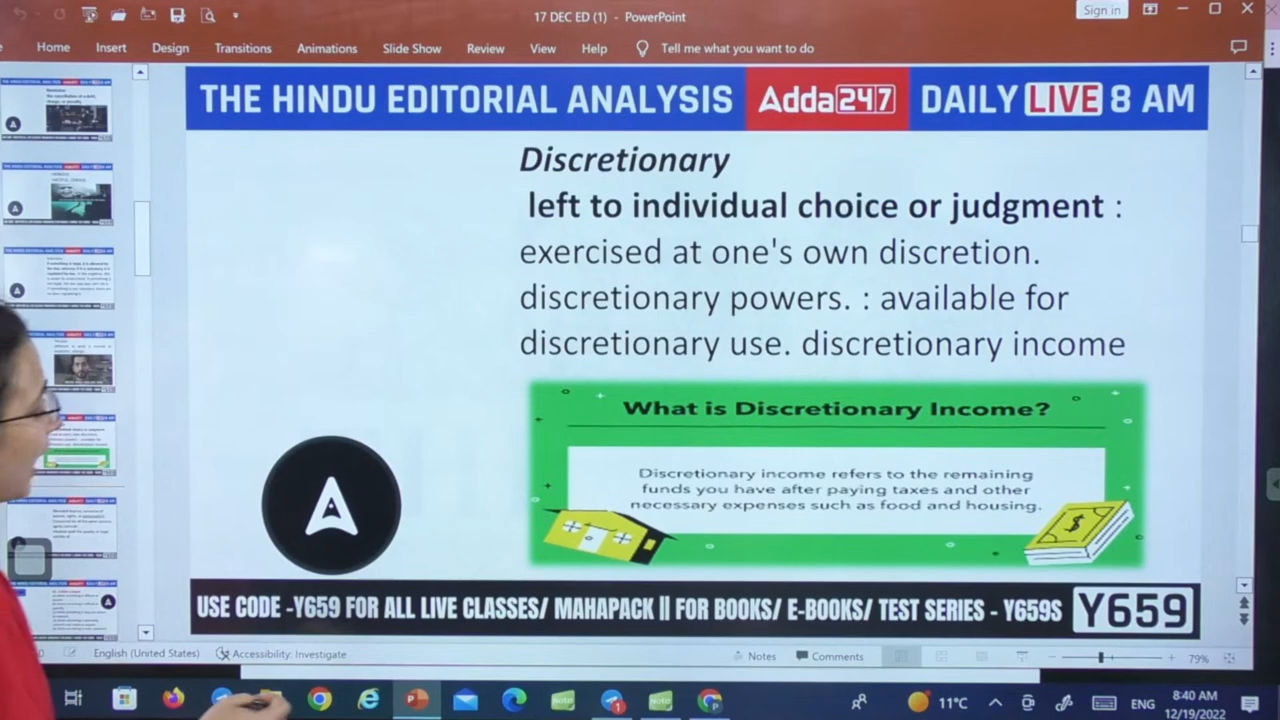 17 DEC ED (1) - PowerPoint
Sign in
Home Insert Design Transitions Animations Slide Show Review View Help Tell me what you want to do
THE HINDU EDITORIAL ANALYSIS Adda247 DAILY LIVE 8 AM
Discretionary
left to individual choice or judgment :
exercised at one's own discretion.
discretionary powers. : available for
discretionary use. discretionary income
What is Discretionary Income?
Discretionary income refers to the remaining
funds you have after paying taxes and other
necessary expenses such as food and housing.
USE CODE -Y659 FOR ALL LIVE CLASSES/ MAHAPACK || FOR BOOKS/ E-BOOKS/ TEST SERIES - Y659S Y659
English (United States) Accessibility: Investigate Notes Comments 79%
11°C ENG 8:40 AM
12/19/2022